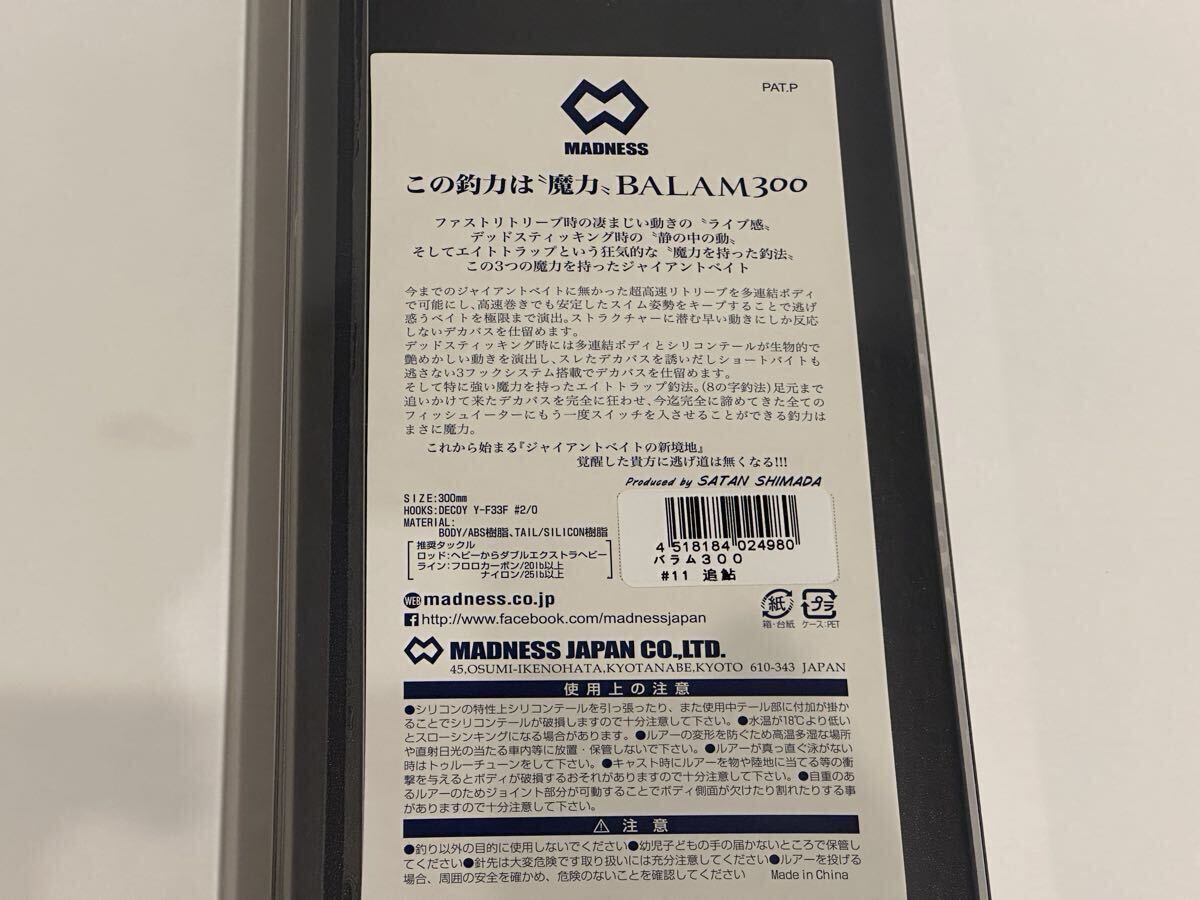 PAT.P
MADNESS
この釣力は〝魔力〟BALAM300
ファストリトリーブ時の凄まじい動きの〝ライブ感〟
デッドスティッキング時の〝静の中の動〟
そしてエイトトラップという狂気的な〝魔力を持った釣法〟
この3つの魔力を持ったジャイアントベイト
今までのジャイアントベイトに無かった超高速リトリーブを多連結ボディ
で可能にし、高速巻きでも安定したスイム姿勢をキープすることで逃げ
惑うベイトを極限まで演出。ストラクチャーに潜む早い動きにしか反応
しないデカバスを仕留めます。
デッドスティッキング時には多連結ボディとシリコンテールが生物的で
艶めかしい動きを演出し、スレたデカバスを誘いだしショートバイトも
逃さない3フックシステム搭載でデカバスを仕留めます。
そして特に強い魔力を持ったエイトトラップ釣法。(8の字釣法)足元まで
追いかけて来たデカバスを完全に狂わせ、今迄完全に諦めてきた全ての
フィッシュイーターにもう一度スイッチを入させることができる釣力は
まさに魔力。
これから始まる『ジャイアントベイトの新境地』
覚醒した貴方に逃げ道は無くなる!!!
Produced by SATAN SHIMADA
SIZE:300mm
HOOKS:DECOY Y-F33F #2/0
MATERIAL:
BODY/ABS樹脂、TAIL/SILICON樹脂
推奨タックル
ロッド:ヘビーからダブルエクストラヘビー
ライン:フロロカーボン/20lb以上
ナイロン/25lb以上
4 518184 024980
バラム300
#11 追鮎
WEB madness.co.jp
http://www.facebook.com/madnessjapan
紙
箱・台紙
プラ
ケース:PET
MADNESS JAPAN CO.,LTD.
45,OSUMI-IKENOHATA,KYOTANABE,KYOTO 610-343 JAPAN
使用上の注意
●シリコンの特性上シリコンテールを引っ張ったり、また使用中テール部に付加が掛か
ることでシリコンテールが破損しますので十分注意して下さい。●水温が18℃より低い
とスローシンキングになる場合があります。●ルアーの変形を防ぐため高温多湿な場所
や直射日光の当たる車内等に放置・保管しないで下さい。●ルアーが真っ直ぐ泳がない
時はトゥルーチューンをして下さい。●キャスト時にルアーを物や陸地に当てる等の衝
撃を与えるとボディが破損するおそれがありますので十分注意して下さい。●自重のあ
るルアーのためジョイント部分が可動することでボディ側面が欠けたり割れたりする事
がありますので十分注意して下さい。
⚠ 注 意
●釣り以外の目的に使用しないでください●幼児子どもの手の届かないところで保管し
てください●針先は大変危険です取り扱いには充分注意してください●ルアーを投げる
場合、周囲の安全を確かめ、危険のないことを確認してください Made in China